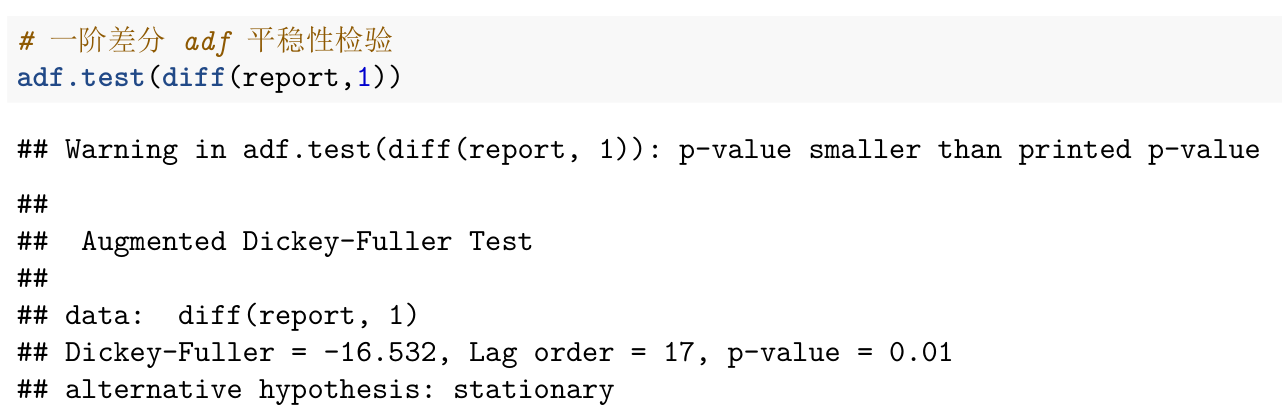 # 一阶差分 adf 平稳性检验
adf.test(diff(report,1))
## Warning in adf.test(diff(report, 1)): p-value smaller than printed p-value
##
##  Augmented Dickey-Fuller Test
##
## data:  diff(report, 1)
## Dickey-Fuller = -16.532, Lag order = 17, p-value = 0.01
## alternative hypothesis: stationary